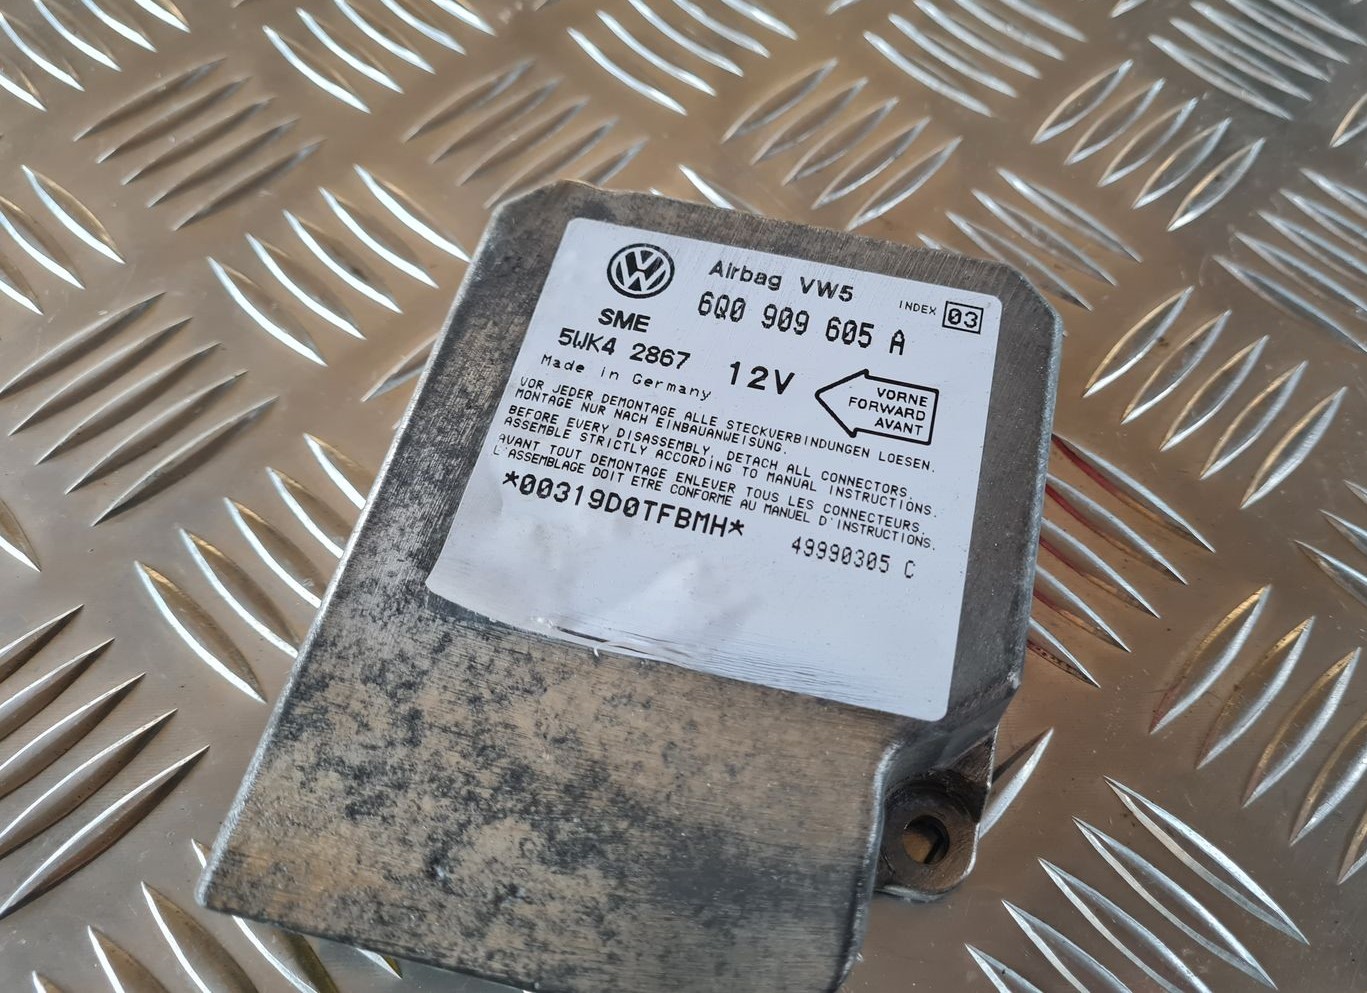 Airbag VW5
6Q0 909 605 A
INDEX 03
SME
5WK4 2867
12V
Made in Germany
VORNE
FORWARD
AVANT
VOR JEDER DEMONTAGE ALLE STECKVERBINDUNGEN LOESEN.
MONTAGE NUR NACH EINBAUANWEISUNG.
BEFORE EVERY DISASSEMBLY, DETACH ALL CONNECTORS,
ASSEMBLE STRICTLY ACCORDING TO MANUAL INSTRUCTIONS.
AVANT TOUT DEMONTAGE ENLEVER TOUS LES CONNECTEURS,
L'ASSEMBLAGE DOIT ETRE CONFORME AU MANUEL D'INSTRUCTIONS.
*00319D0TFBMH*
49990305 C